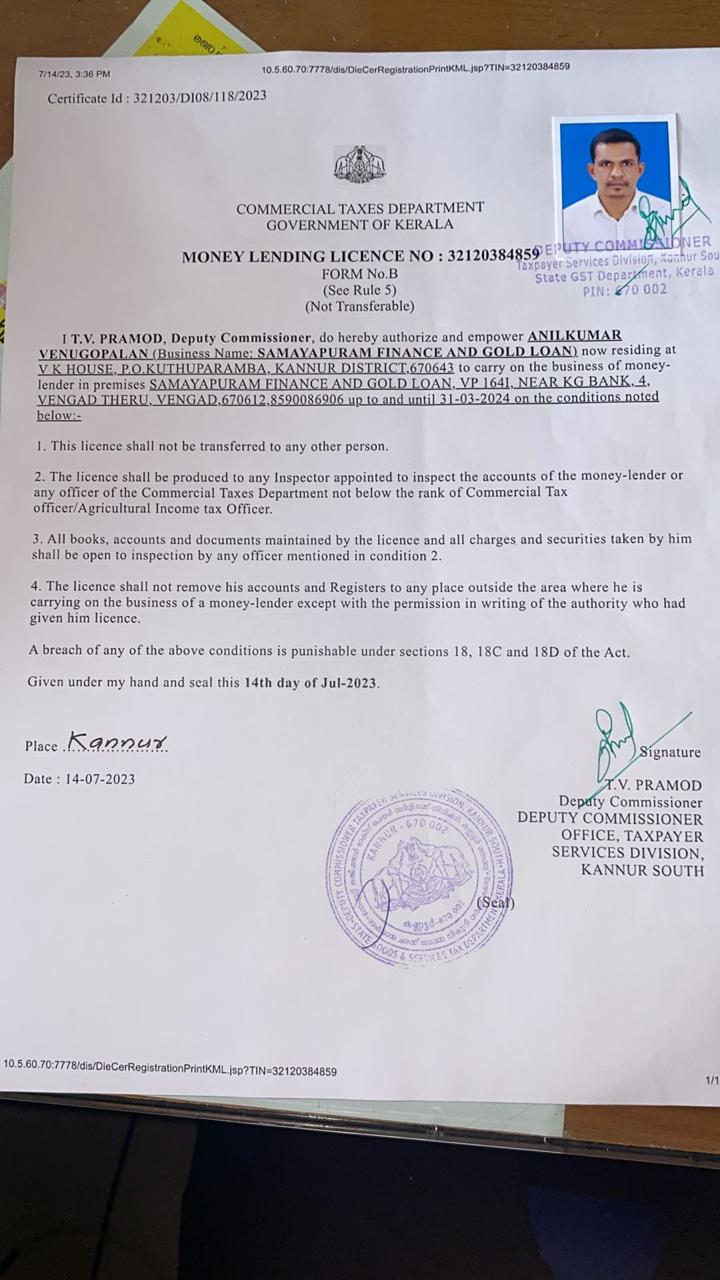 7/14/23, 3:36 PM
10.5.60.70:7778/dis/DieCerRegistrationPrintKML.jsp?TIN=32120384859
Certificate Id : 321203/DI08/118/2023
COMMERCIAL TAXES DEPARTMENT
GOVERNMENT OF KERALA
MONEY LENDING LICENCE NO : 32120384859
FORM No.B
(See Rule 5)
(Not Transferable)
DEPUTY COMMISSIONER
Taxpayer Services Division, Kannur Sou
State GST Department, Kerala
PIN: 670 002
I T.V. PRAMOD, Deputy Commissioner, do hereby authorize and empower ANILKUMAR
VENUGOPALAN (Business Name: SAMAYAPURAM FINANCE AND GOLD LOAN) now residing at
V K HOUSE, P.O.KUTHUPARAMBA, KANNUR DISTRICT,670643 to carry on the business of money-
lender in premises SAMAYAPURAM FINANCE AND GOLD LOAN, VP 164I, NEAR KG BANK, 4,
VENGAD THERU, VENGAD,670612,8590086906 up to and until 31-03-2024 on the conditions noted
below:-
1. This licence shall not be transferred to any other person.
2. The licence shall be produced to any Inspector appointed to inspect the accounts of the money-lender or
any officer of the Commercial Taxes Department not below the rank of Commercial Tax
officer/Agricultural Income tax Officer.
3. All books, accounts and documents maintained by the licence and all charges and securities taken by him
shall be open to inspection by any officer mentioned in condition 2.
4. The licence shall not remove his accounts and Registers to any place outside the area where he is
carrying on the business of a money-lender except with the permission in writing of the authority who had
given him licence.
A breach of any of the above conditions is punishable under sections 18, 18C and 18D of the Act.
Given under my hand and seal this 14th day of Jul-2023.
Place Kannur
Date : 14-07-2023
Signature
T.V. PRAMOD
Deputy Commissioner
DEPUTY COMMISSIONER
OFFICE, TAXPAYER
SERVICES DIVISION,
KANNUR SOUTH
(Seal)
DEPUTY COMMISSIONER TAXPAYER SERVICES DIVISION, KANNUR SOUTH
STATE GOODS & SERVICES TAX DEPARTMENT KERALA
KANNUR - 670 002
കണ്ണൂർ-670 002
10.5.60.70:7778/dis/DieCerRegistrationPrintKML.jsp?TIN=32120384859
1/1